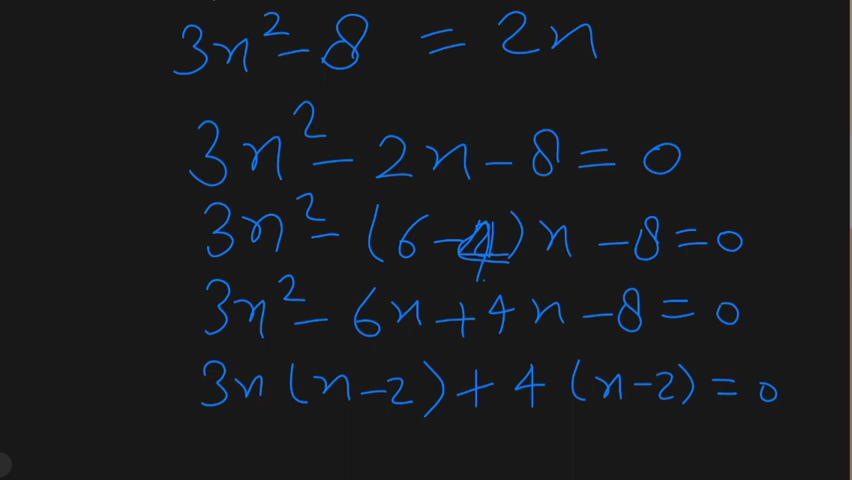 3n² - 8 = 2n
3n² - 2n - 8 = 0
3n² - (6 - 4)n - 8 = 0
3n² - 6n + 4n - 8 = 0
3n(n - 2) + 4(n - 2) = 0